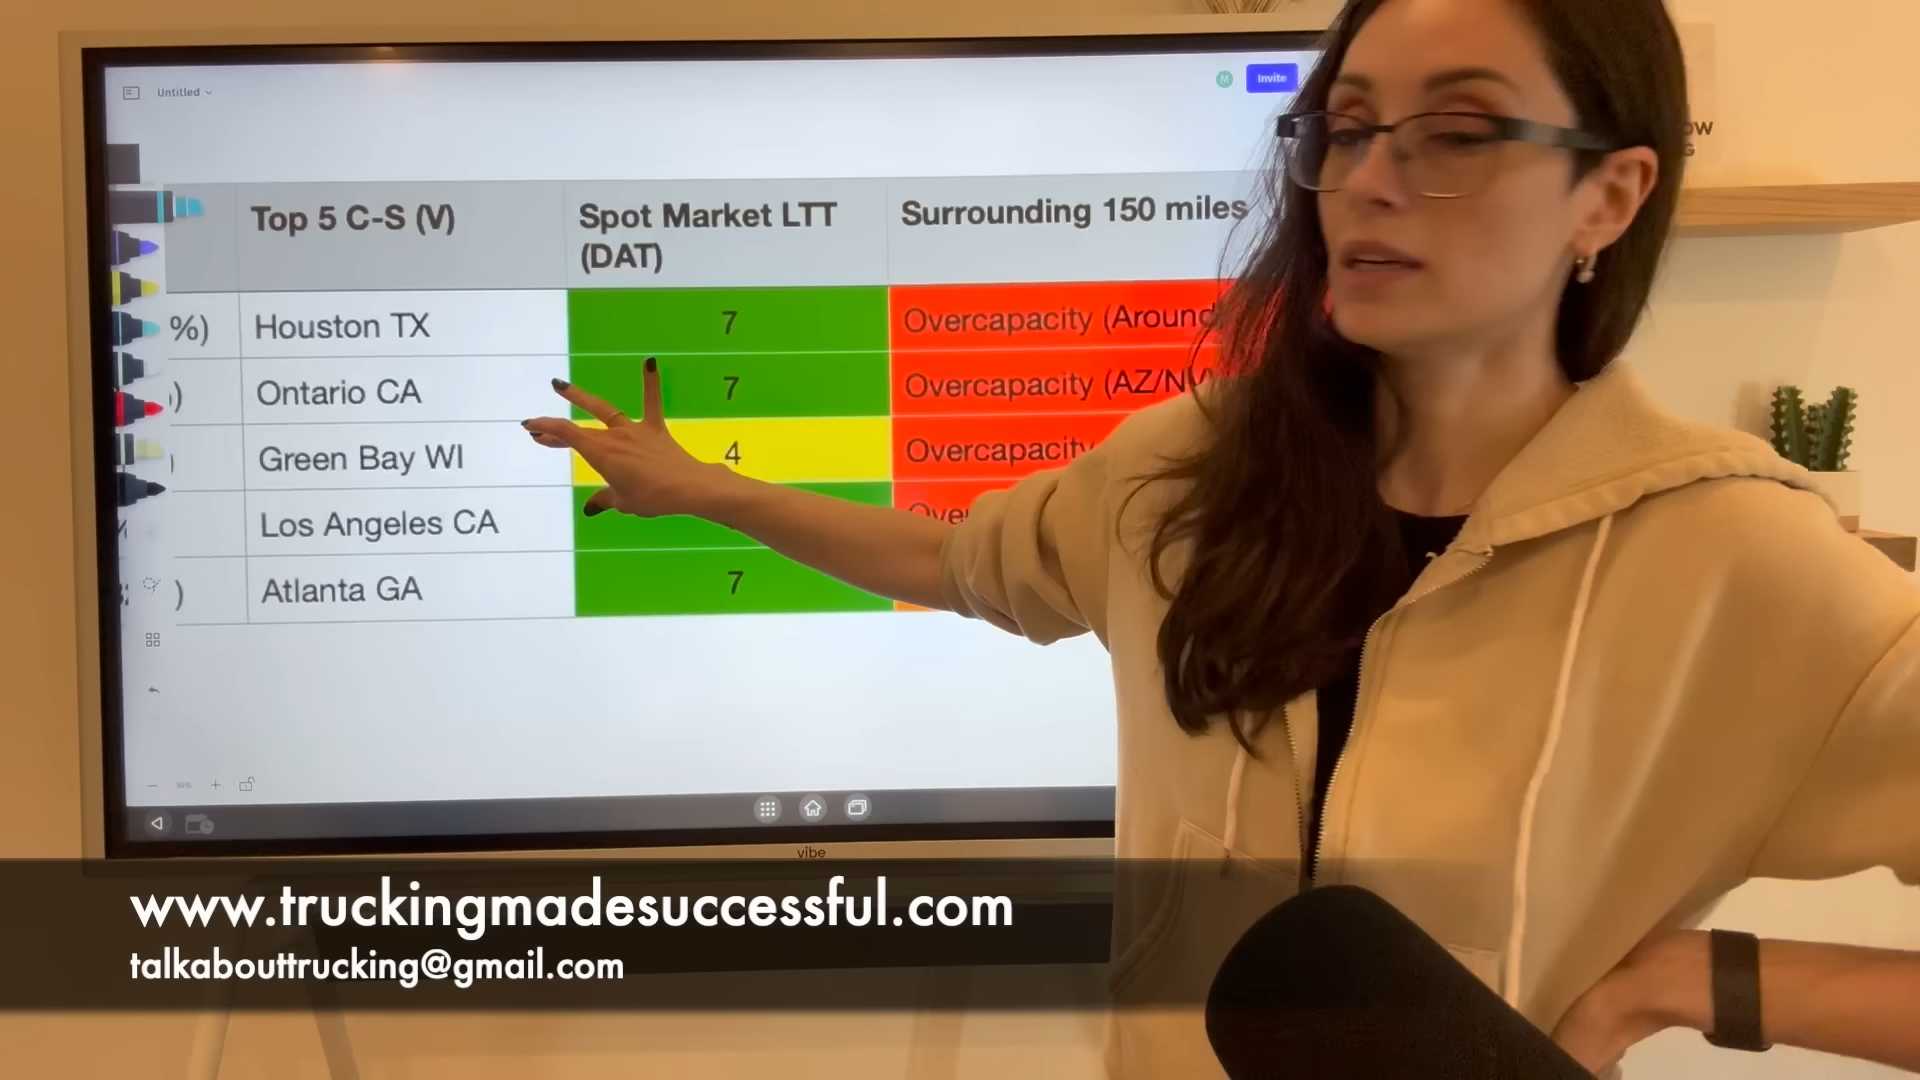 Untitled
M
Invite
Top 5 C-S (V)
Spot Market LTT
(DAT)
Surrounding 150 miles
%)
Houston TX
7
Overcapacity (Around
)
Ontario CA
7
Overcapacity (AZ/NV
)
Green Bay WI
4
Overcapacity
Los Angeles CA
)
Atlanta GA
7
OW
G
vibe
www.truckingmadesuccessful.com
talkabouttrucking@gmail.com